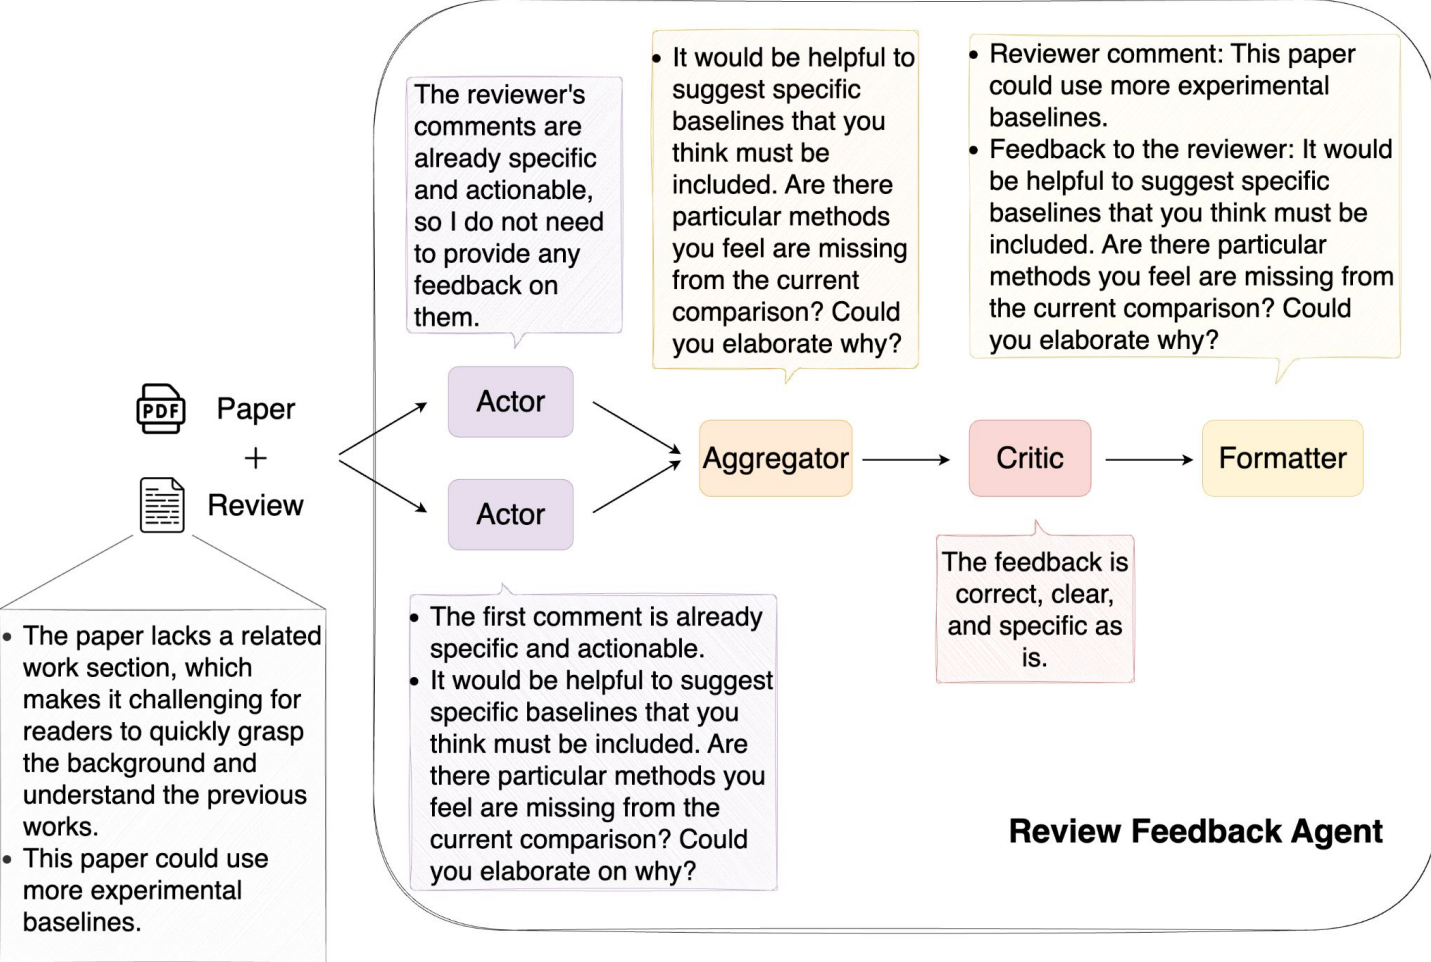 The reviewer's
comments are
already specific
and actionable,
so I do not need
to provide any
feedback on
them.
• It would be helpful to
suggest specific
baselines that you
think must be
included. Are there
particular methods
you feel are missing
from the current
comparison? Could
you elaborate why?
• Reviewer comment: This paper
could use more experimental
baselines.
• Feedback to the reviewer: It would
be helpful to suggest specific
baselines that you think must be
included. Are there particular
methods you feel are missing from
the current comparison? Could
you elaborate why?
PDF
Paper
+
Review
Actor
Actor
Aggregator
Critic
Formatter
• The paper lacks a related
work section, which
makes it challenging for
readers to quickly grasp
the background and
understand the previous
works.
• This paper could use
more experimental
baselines.
• The first comment is already
specific and actionable.
• It would be helpful to suggest
specific baselines that you
think must be included. Are
there particular methods you
feel are missing from the
current comparison? Could
you elaborate on why?
The feedback is
correct, clear,
and specific as
is.
Review Feedback Agent